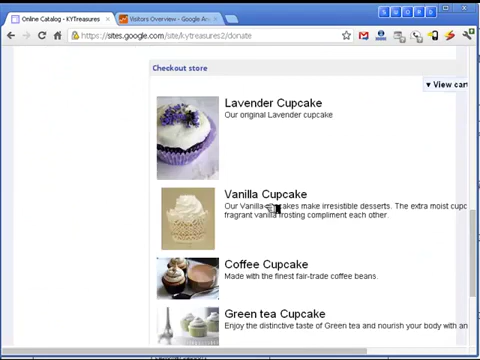 Online Catalog - KYTreasures
Visitors Overview - Google An
https://sites.google.com/site/kytreasures2/donate
Checkout store
▼ View cart
Lavender Cupcake
Our original Lavender cupcake
Vanilla Cupcake
Our Vanilla cakes make irresistible desserts. The extra moist cupc
fragrant vanilla frosting compliment each other.
Coffee Cupcake
Made with the finest fair-trade coffee beans.
Green tea Cupcake
Enjoy the distinctive taste of Green tea and nourish your body with an